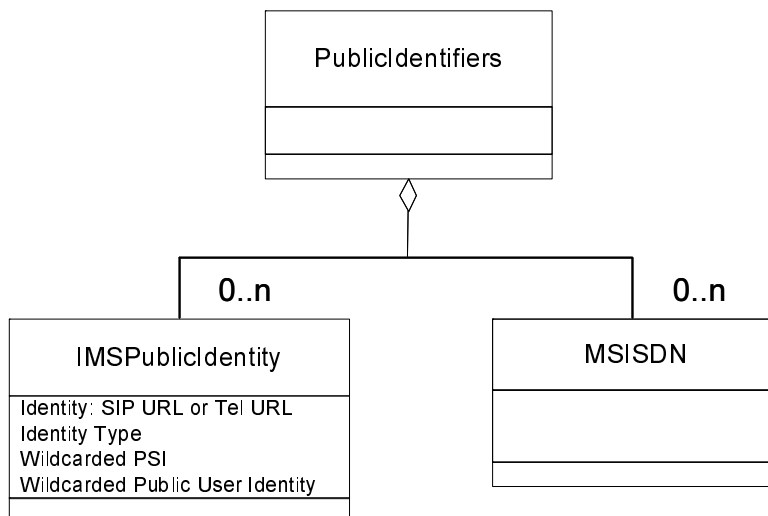 PublicIdentifiers
0..n
0..n
IMSPublicIdentity
MSISDN
Identity: SIP URL or Tel URL
Identity Type
Wildcarded PSI
Wildcarded Public User Identity